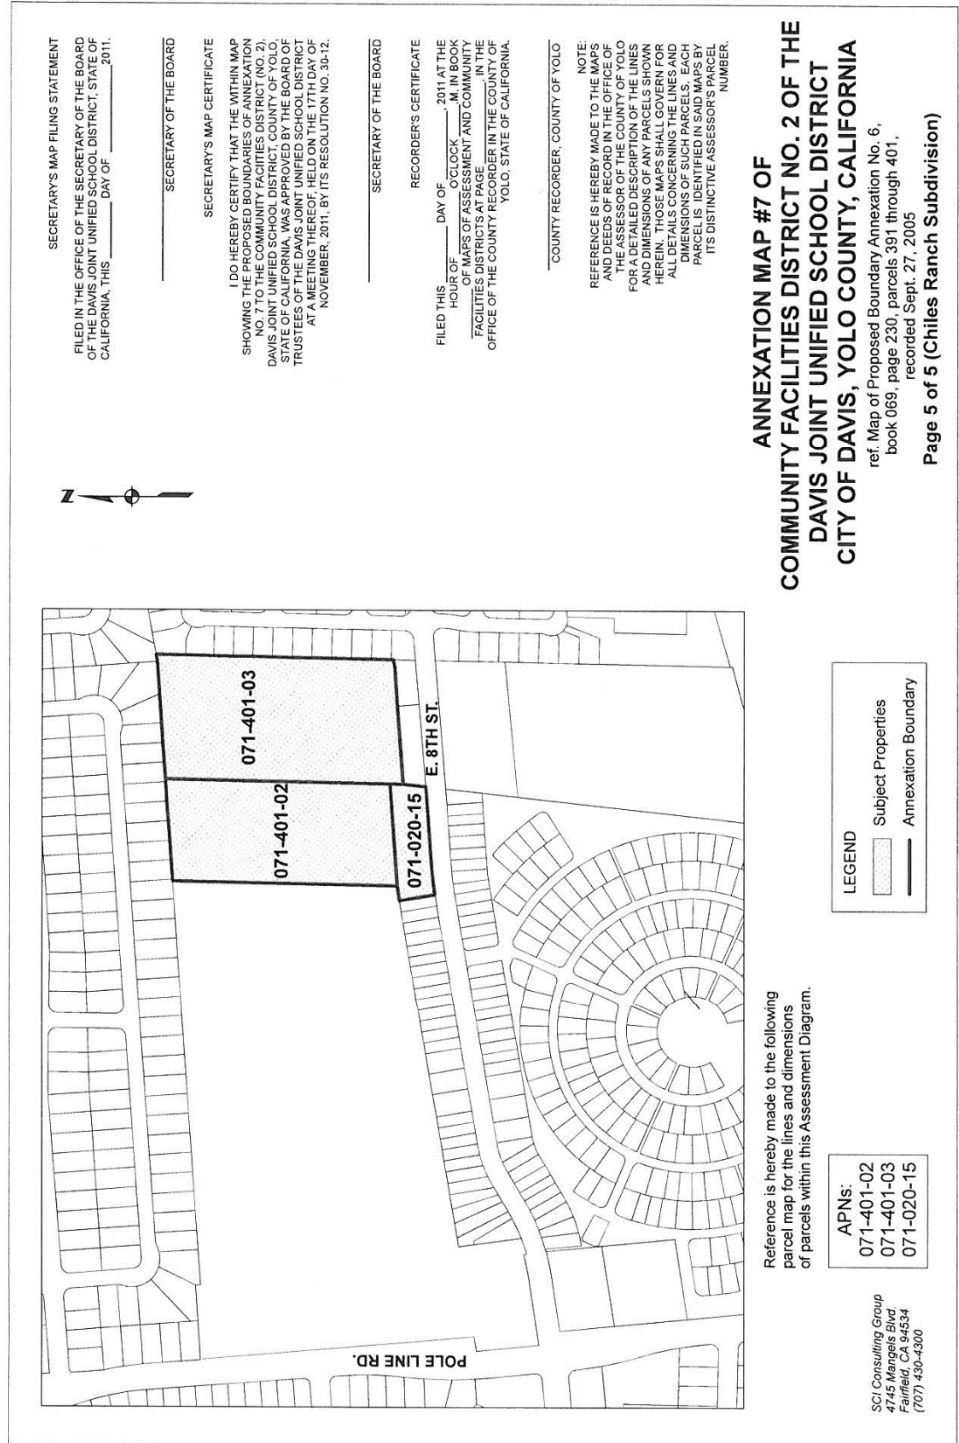 SECRETARY'S MAP FILING STATEMENT
FILED IN THE OFFICE OF THE SECRETARY OF THE BOARD
OF THE DAVIS JOINT UNIFIED SCHOOL DISTRICT, STATE OF
CALIFORNIA, THIS ______ DAY OF ______________ 2011.
SECRETARY OF THE BOARD
SECRETARY'S MAP CERTIFICATE
I DO HEREBY CERTIFY THAT THE WITHIN MAP
SHOWING THE PROPOSED BOUNDARIES OF ANNEXATION
NO. 7 TO THE COMMUNITY FACILITIES DISTRICT (NO. 2),
DAVIS JOINT UNIFIED SCHOOL DISTRICT, COUNTY OF YOLO,
STATE OF CALIFORNIA, WAS APPROVED BY THE BOARD OF
TRUSTEES OF THE DAVIS JOINT UNIFIED SCHOOL DISTRICT
AT A MEETING THEREOF, HELD ON THE 17TH DAY OF
NOVEMBER, 2011, BY ITS RESOLUTION NO. 30-12.
SECRETARY OF THE BOARD
RECORDER'S CERTIFICATE
FILED THIS ______ DAY OF ________, 2011 AT THE
HOUR OF ______ O'CLOCK ____.M. IN BOOK
______ OF MAPS OF ASSESSMENT AND COMMUNITY
FACILITIES DISTRICTS AT PAGE ______, IN THE
OFFICE OF THE COUNTY RECORDER IN THE COUNTY OF
YOLO, STATE OF CALIFORNIA.
COUNTY RECORDER, COUNTY OF YOLO
NOTE:
REFERENCE IS HEREBY MADE TO THE MAPS
AND DEEDS OF RECORD IN THE OFFICE OF
THE ASSESSOR OF THE COUNTY OF YOLO
FOR A DETAILED DESCRIPTION OF THE LINES
AND DIMENSIONS OF ANY PARCELS SHOWN
HEREIN. THOSE MAPS SHALL GOVERN FOR
ALL DETAILS CONCERNING THE LINES AND
DIMENSIONS OF SUCH PARCELS. EACH
PARCEL IS IDENTIFIED IN SAID MAPS BY
ITS DISTINCTIVE ASSESSOR'S PARCEL
NUMBER.
Z
071-401-03
071-401-02
071-020-15
E. 8TH ST.
POLE LINE RD.
ANNEXATION MAP #7 OF
COMMUNITY FACILITIES DISTRICT NO. 2 OF THE
DAVIS JOINT UNIFIED SCHOOL DISTRICT
CITY OF DAVIS, YOLO COUNTY, CALIFORNIA
ref. Map of Proposed Boundary Annexation No. 6,
book 069, page 230, parcels 391 through 401,
recorded Sept. 27, 2005
Page 5 of 5 (Chiles Ranch Subdivision)
LEGEND
Subject Properties
Annexation Boundary
Reference is hereby made to the following
parcel map for the lines and dimensions
of parcels within this Assessment Diagram.
APNs:
071-401-02
071-401-03
071-020-15
SCI Consulting Group
4745 Mangels Blvd.
Fairfield, CA 94534
(707) 430-4300